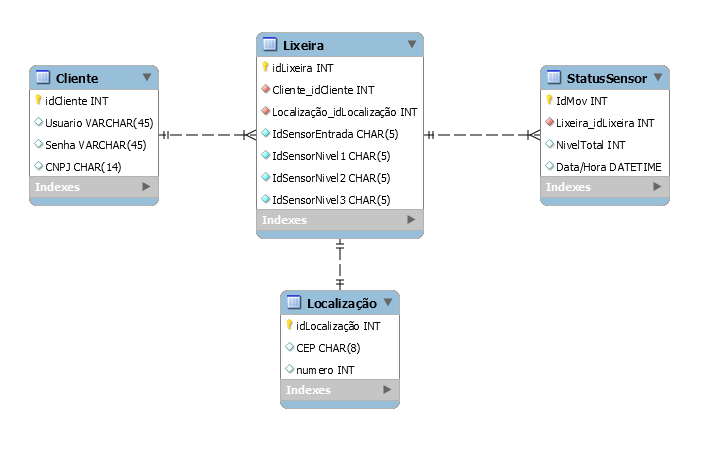 Cliente
idCliente INT
Usuario VARCHAR(45)
Senha VARCHAR(45)
CNPJ CHAR(14)
Indexes
Lixeira
idLixeira INT
Cliente_idCliente INT
Localização_idLocalização INT
IdSensorEntrada CHAR(5)
IdSensorNivel1 CHAR(5)
IdSensorNivel2 CHAR(5)
IdSensorNivel3 CHAR(5)
Indexes
StatusSensor
IdMov INT
Lixeira_idLixeira INT
NivelTotal INT
Data/Hora DATETIME
Indexes
Localização
idLocalização INT
CEP CHAR(8)
numero INT
Indexes